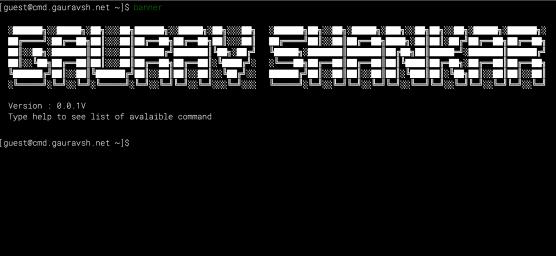 [guest@cmd.gauravsh.net ~]$ banner
GAURAV SHARMA
Version : 0.0.1V
Type help to see list of avalaible command
[guest@cmd.gauravsh.net ~]$